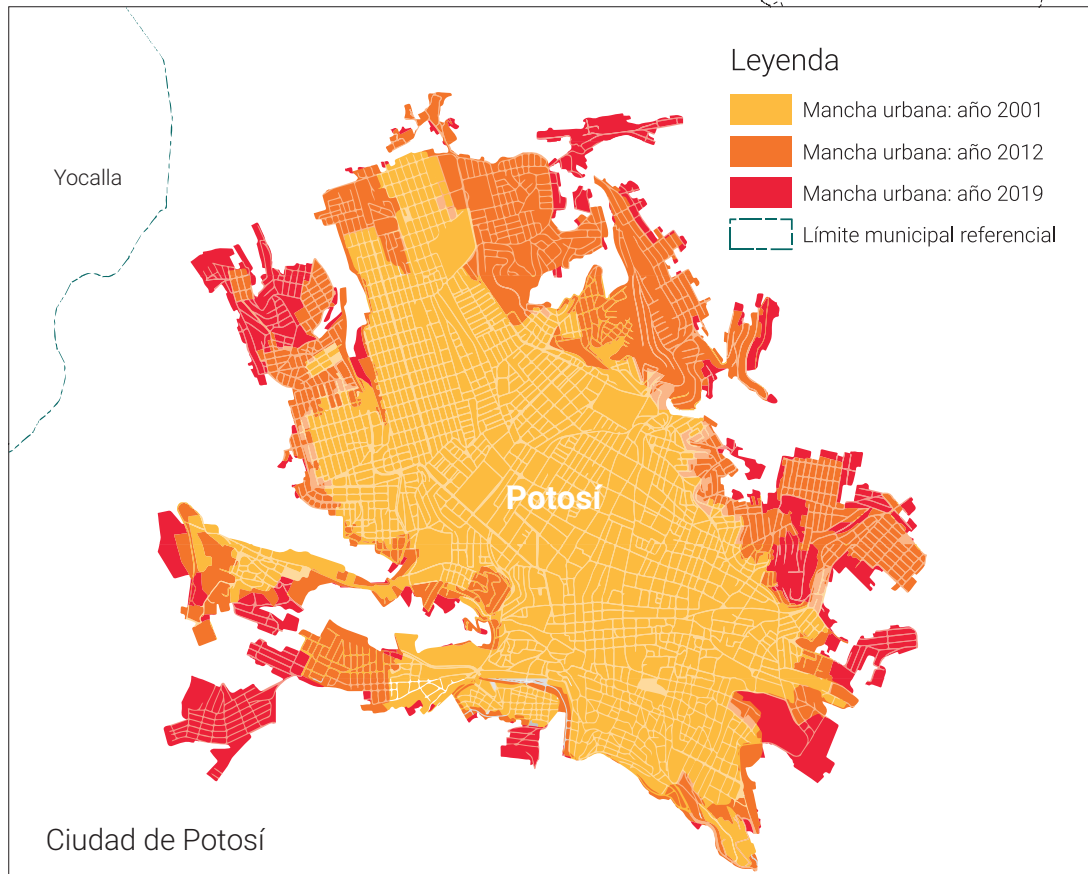 Leyenda
Mancha urbana: año 2001
Mancha urbana: año 2012
Mancha urbana: año 2019
Límite municipal referencial
Yocalla
Potosí
Ciudad de Potosí